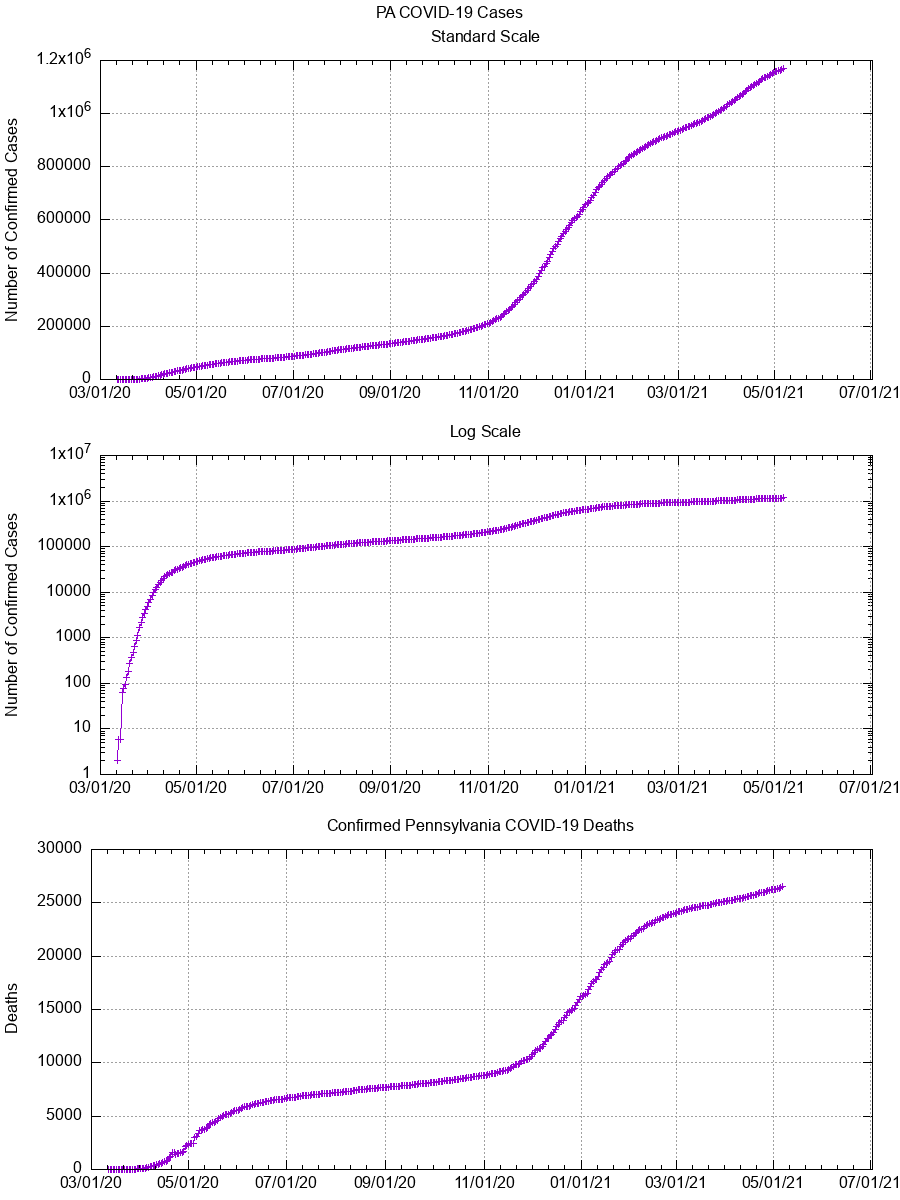 PA COVID-19 Cases
Standard Scale
Number of Confirmed Cases
1.2x10^6
1x10^6
800000
600000
400000
200000
0
03/01/20 05/01/20 07/01/20 09/01/20 11/01/20 01/01/21 03/01/21 05/01/21 07/01/21
Log Scale
Number of Confirmed Cases
1x10^7
1x10^6
100000
10000
1000
100
10
1
03/01/20 05/01/20 07/01/20 09/01/20 11/01/20 01/01/21 03/01/21 05/01/21 07/01/21
Confirmed Pennsylvania COVID-19 Deaths
Deaths
30000
25000
20000
15000
10000
5000
0
03/01/20 05/01/20 07/01/20 09/01/20 11/01/20 01/01/21 03/01/21 05/01/21 07/01/21